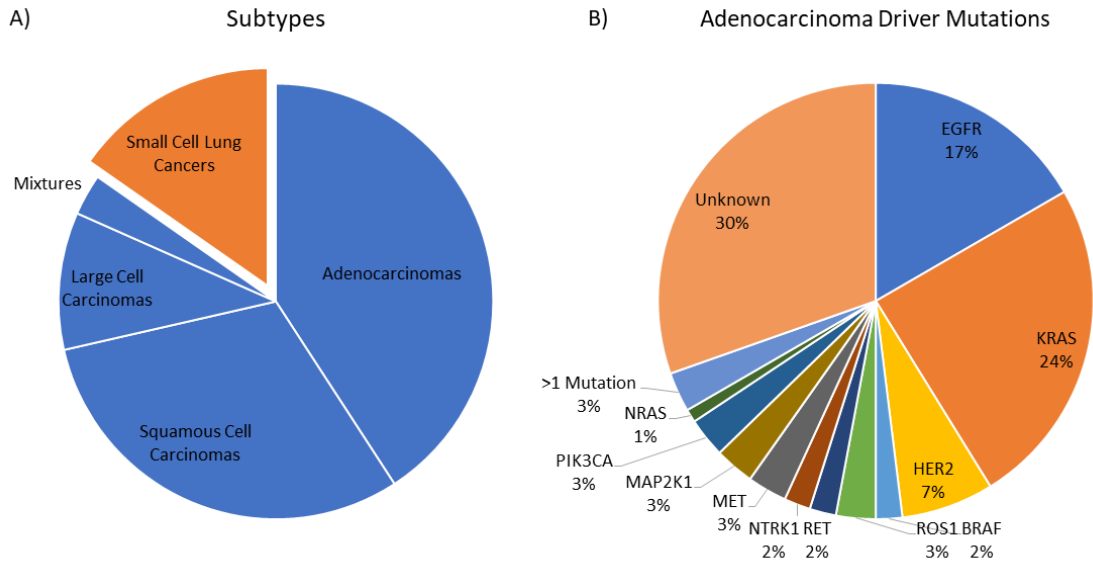 A)
Subtypes
Small Cell Lung
Cancers
Mixtures
Large Cell
Carcinomas
Adenocarcinomas
Squamous Cell
Carcinomas
B)
Adenocarcinoma Driver Mutations
EGFR
17%
KRAS
24%
HER2
7%
BRAF
2%
ROS1
3%
RET
2%
NTRK1
2%
MET
3%
MAP2K1
3%
PIK3CA
3%
NRAS
1%
>1 Mutation
3%
Unknown
30%